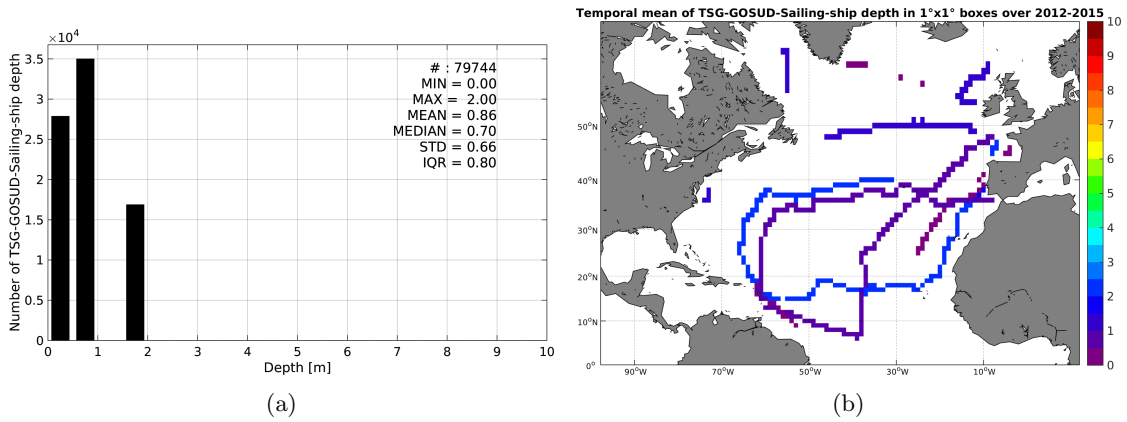 ×10⁴
Number of TSG-GOSUD-Sailing-ship depth
3.5
3
2.5
2
1.5
1
0.5
0
# : 79744
MIN = 0.00
MAX = 2.00
MEAN = 0.86
MEDIAN = 0.70
STD = 0.66
IQR = 0.80
0 1 2 3 4 5 6 7 8 9 10
Depth [m]
(a)
Temporal mean of TSG-GOSUD-Sailing-ship depth in 1°x1° boxes over 2012-2015
50°N
40°N
30°N
20°N
10°N
0°
90°W 70°W 50°W 30°W 10°W
10
9
8
7
6
5
4
3
2
1
0
(b)